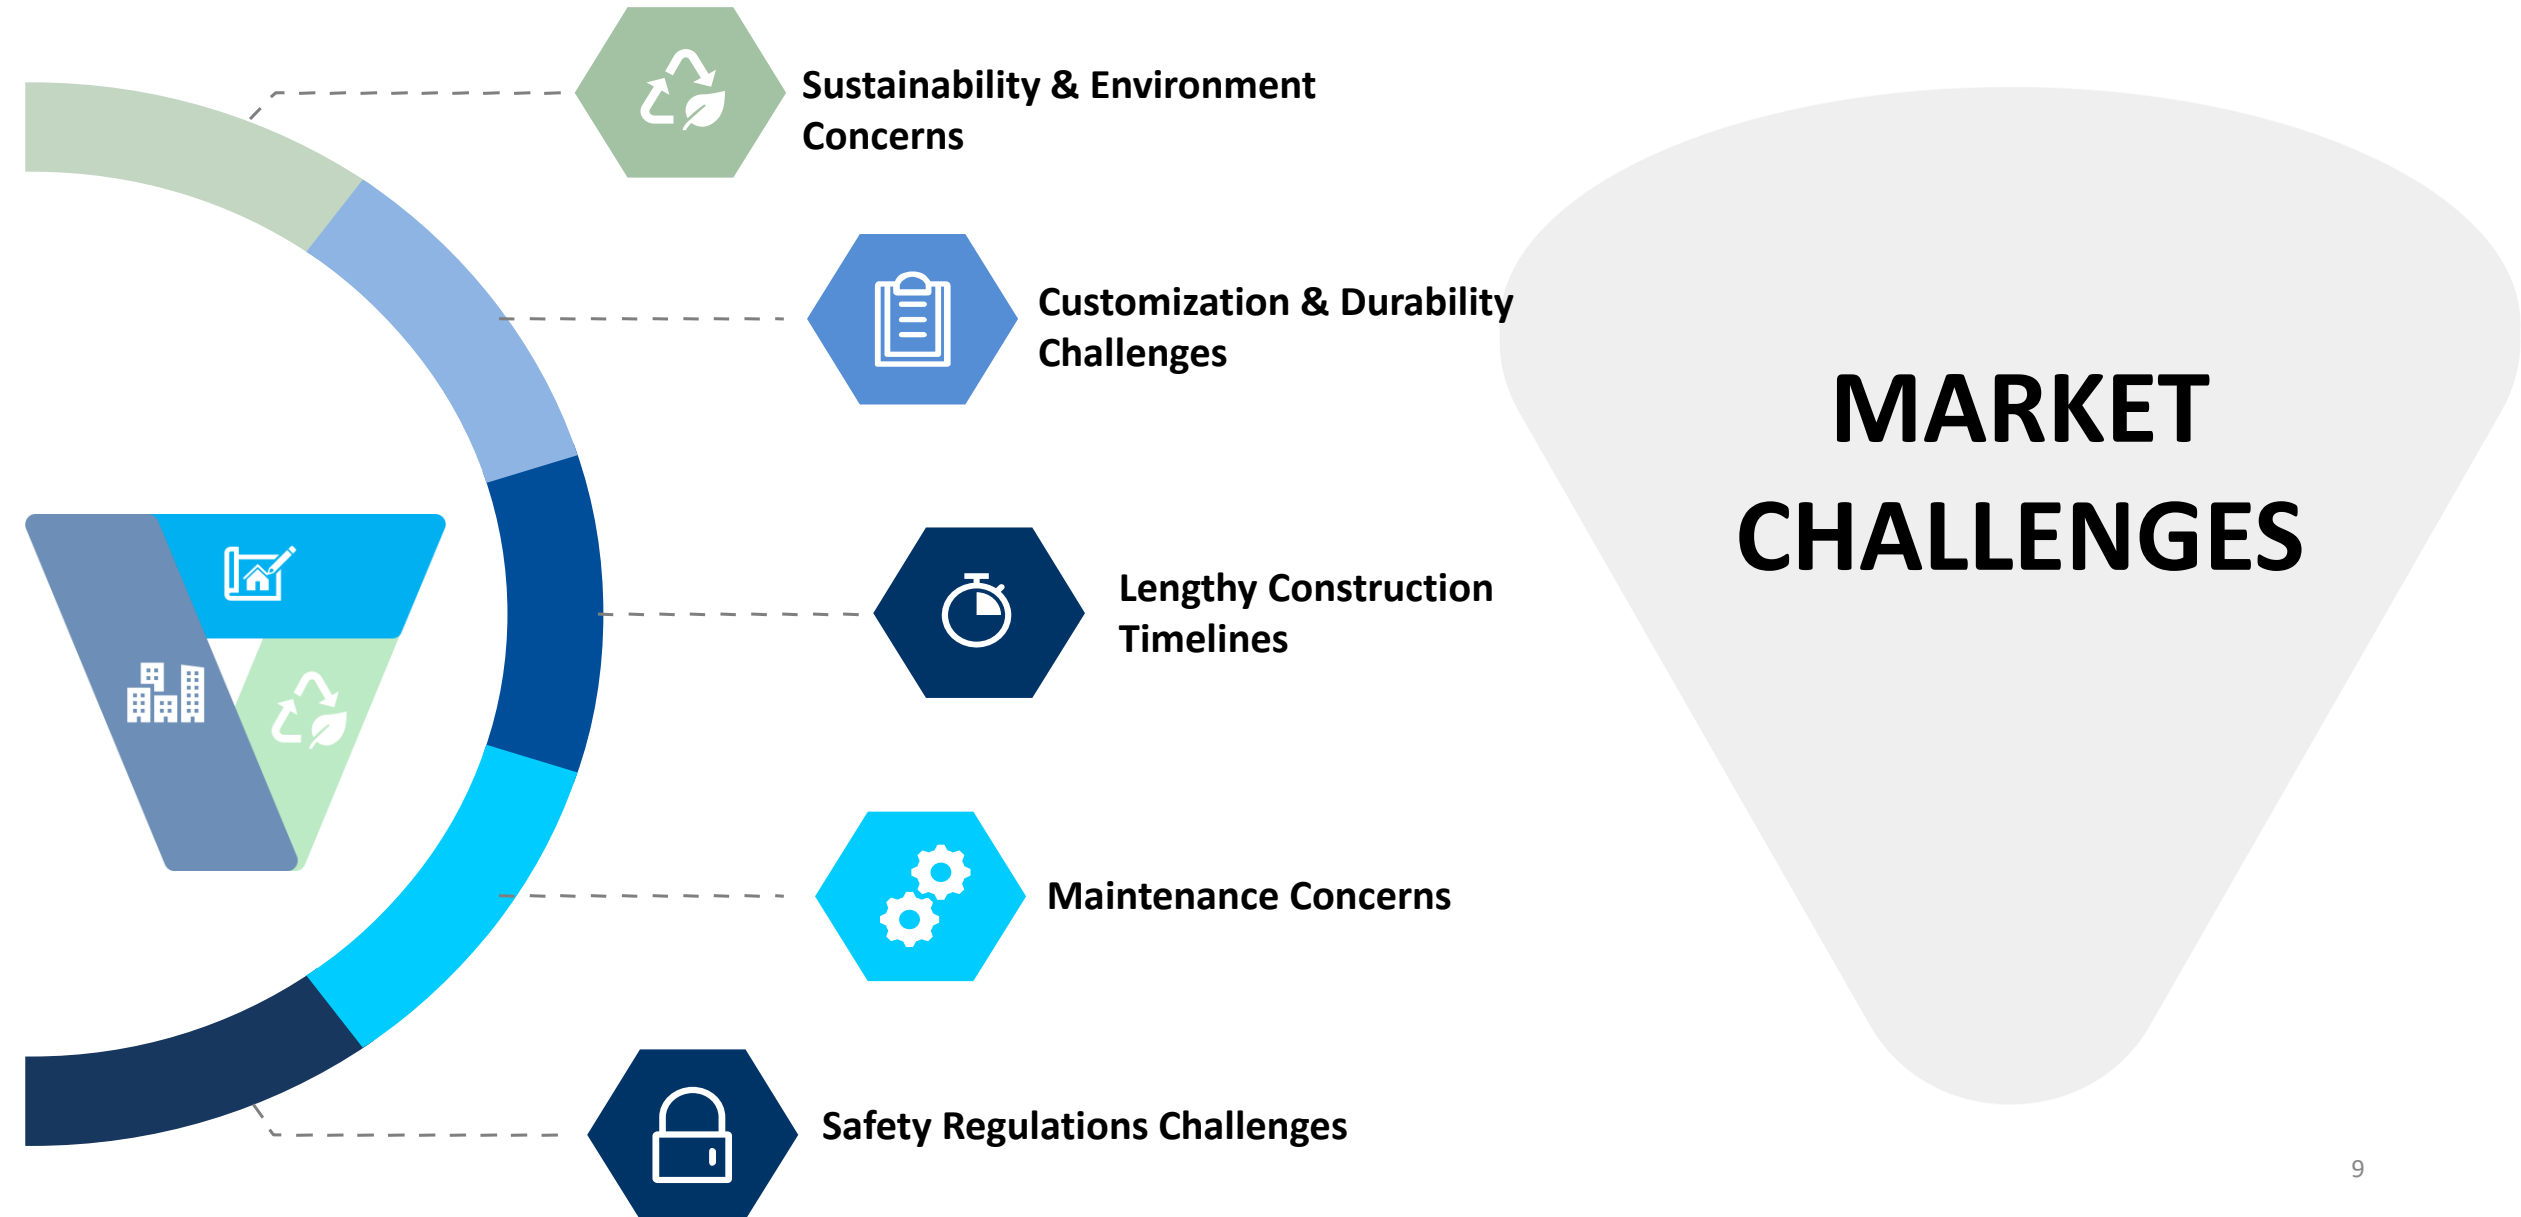 Sustainability & Environment
Concerns
Customization & Durability
Challenges
Lengthy Construction
Timelines
Maintenance Concerns
Safety Regulations Challenges
MARKET
CHALLENGES
9